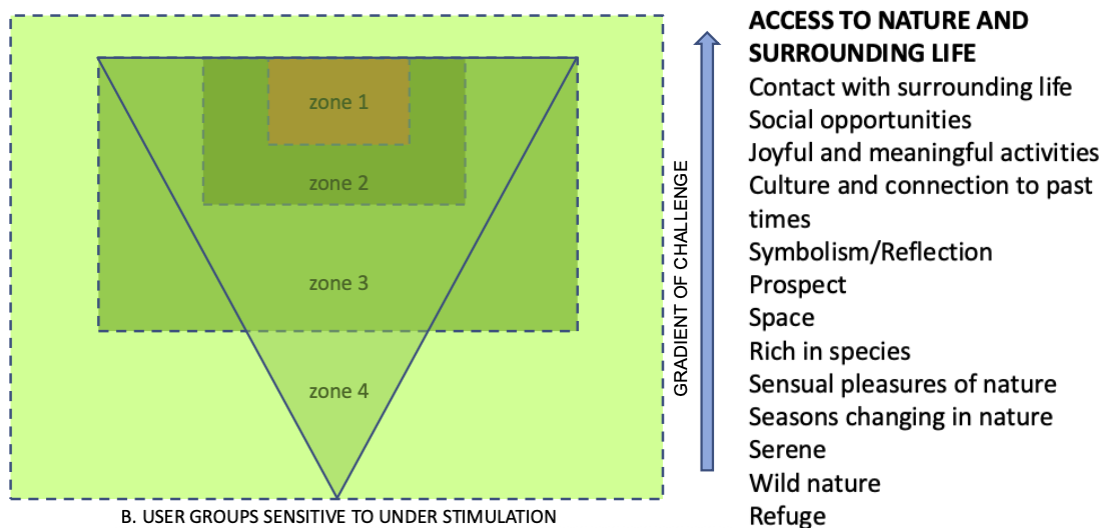 zone 1
zone 2
zone 3
zone 4
B. USER GROUPS SENSITIVE TO UNDER STIMULATION
GRADIENT OF CHALLENGE
ACCESS TO NATURE AND
SURROUNDING LIFE
Contact with surrounding life
Social opportunities
Joyful and meaningful activities
Culture and connection to past
times
Symbolism/Reflection
Prospect
Space
Rich in species
Sensual pleasures of nature
Seasons changing in nature
Serene
Wild nature
Refuge